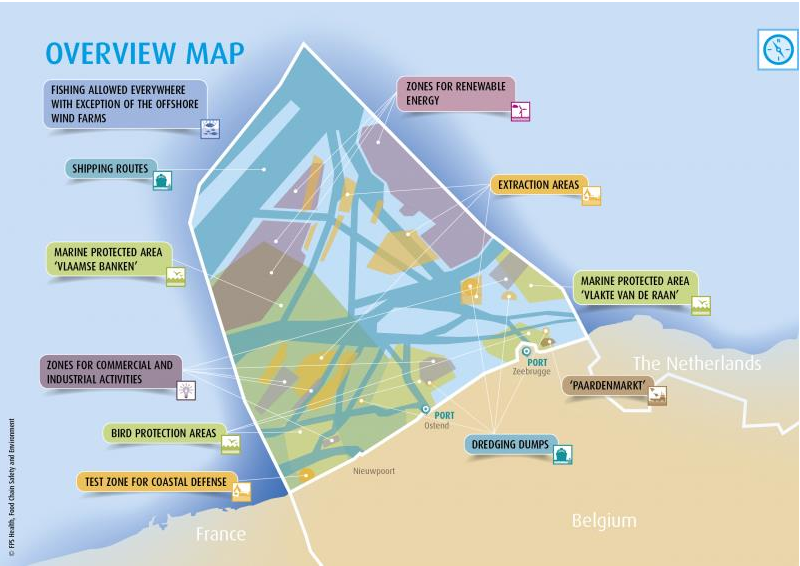 OVERVIEW MAP
N
FISHING ALLOWED EVERYWHERE
WITH EXCEPTION OF THE OFFSHORE
WIND FARMS
ZONES FOR RENEWABLE
ENERGY
SHIPPING ROUTES
EXTRACTION AREAS
MARINE PROTECTED AREA
‘VLAAMSE BANKEN’
MARINE PROTECTED AREA
‘VLAKTE VAN DE RAAN’
ZONES FOR COMMERCIAL AND
INDUSTRIAL ACTIVITIES
PORT
Zeebrugge
The Netherlands
‘PAARDENMARKT’
PORT
Ostend
BIRD PROTECTION AREAS
DREDGING DUMPS
Nieuwpoort
TEST ZONE FOR COASTAL DEFENSE
France
Belgium
© FPS Health, Food Chain Safety and Environment